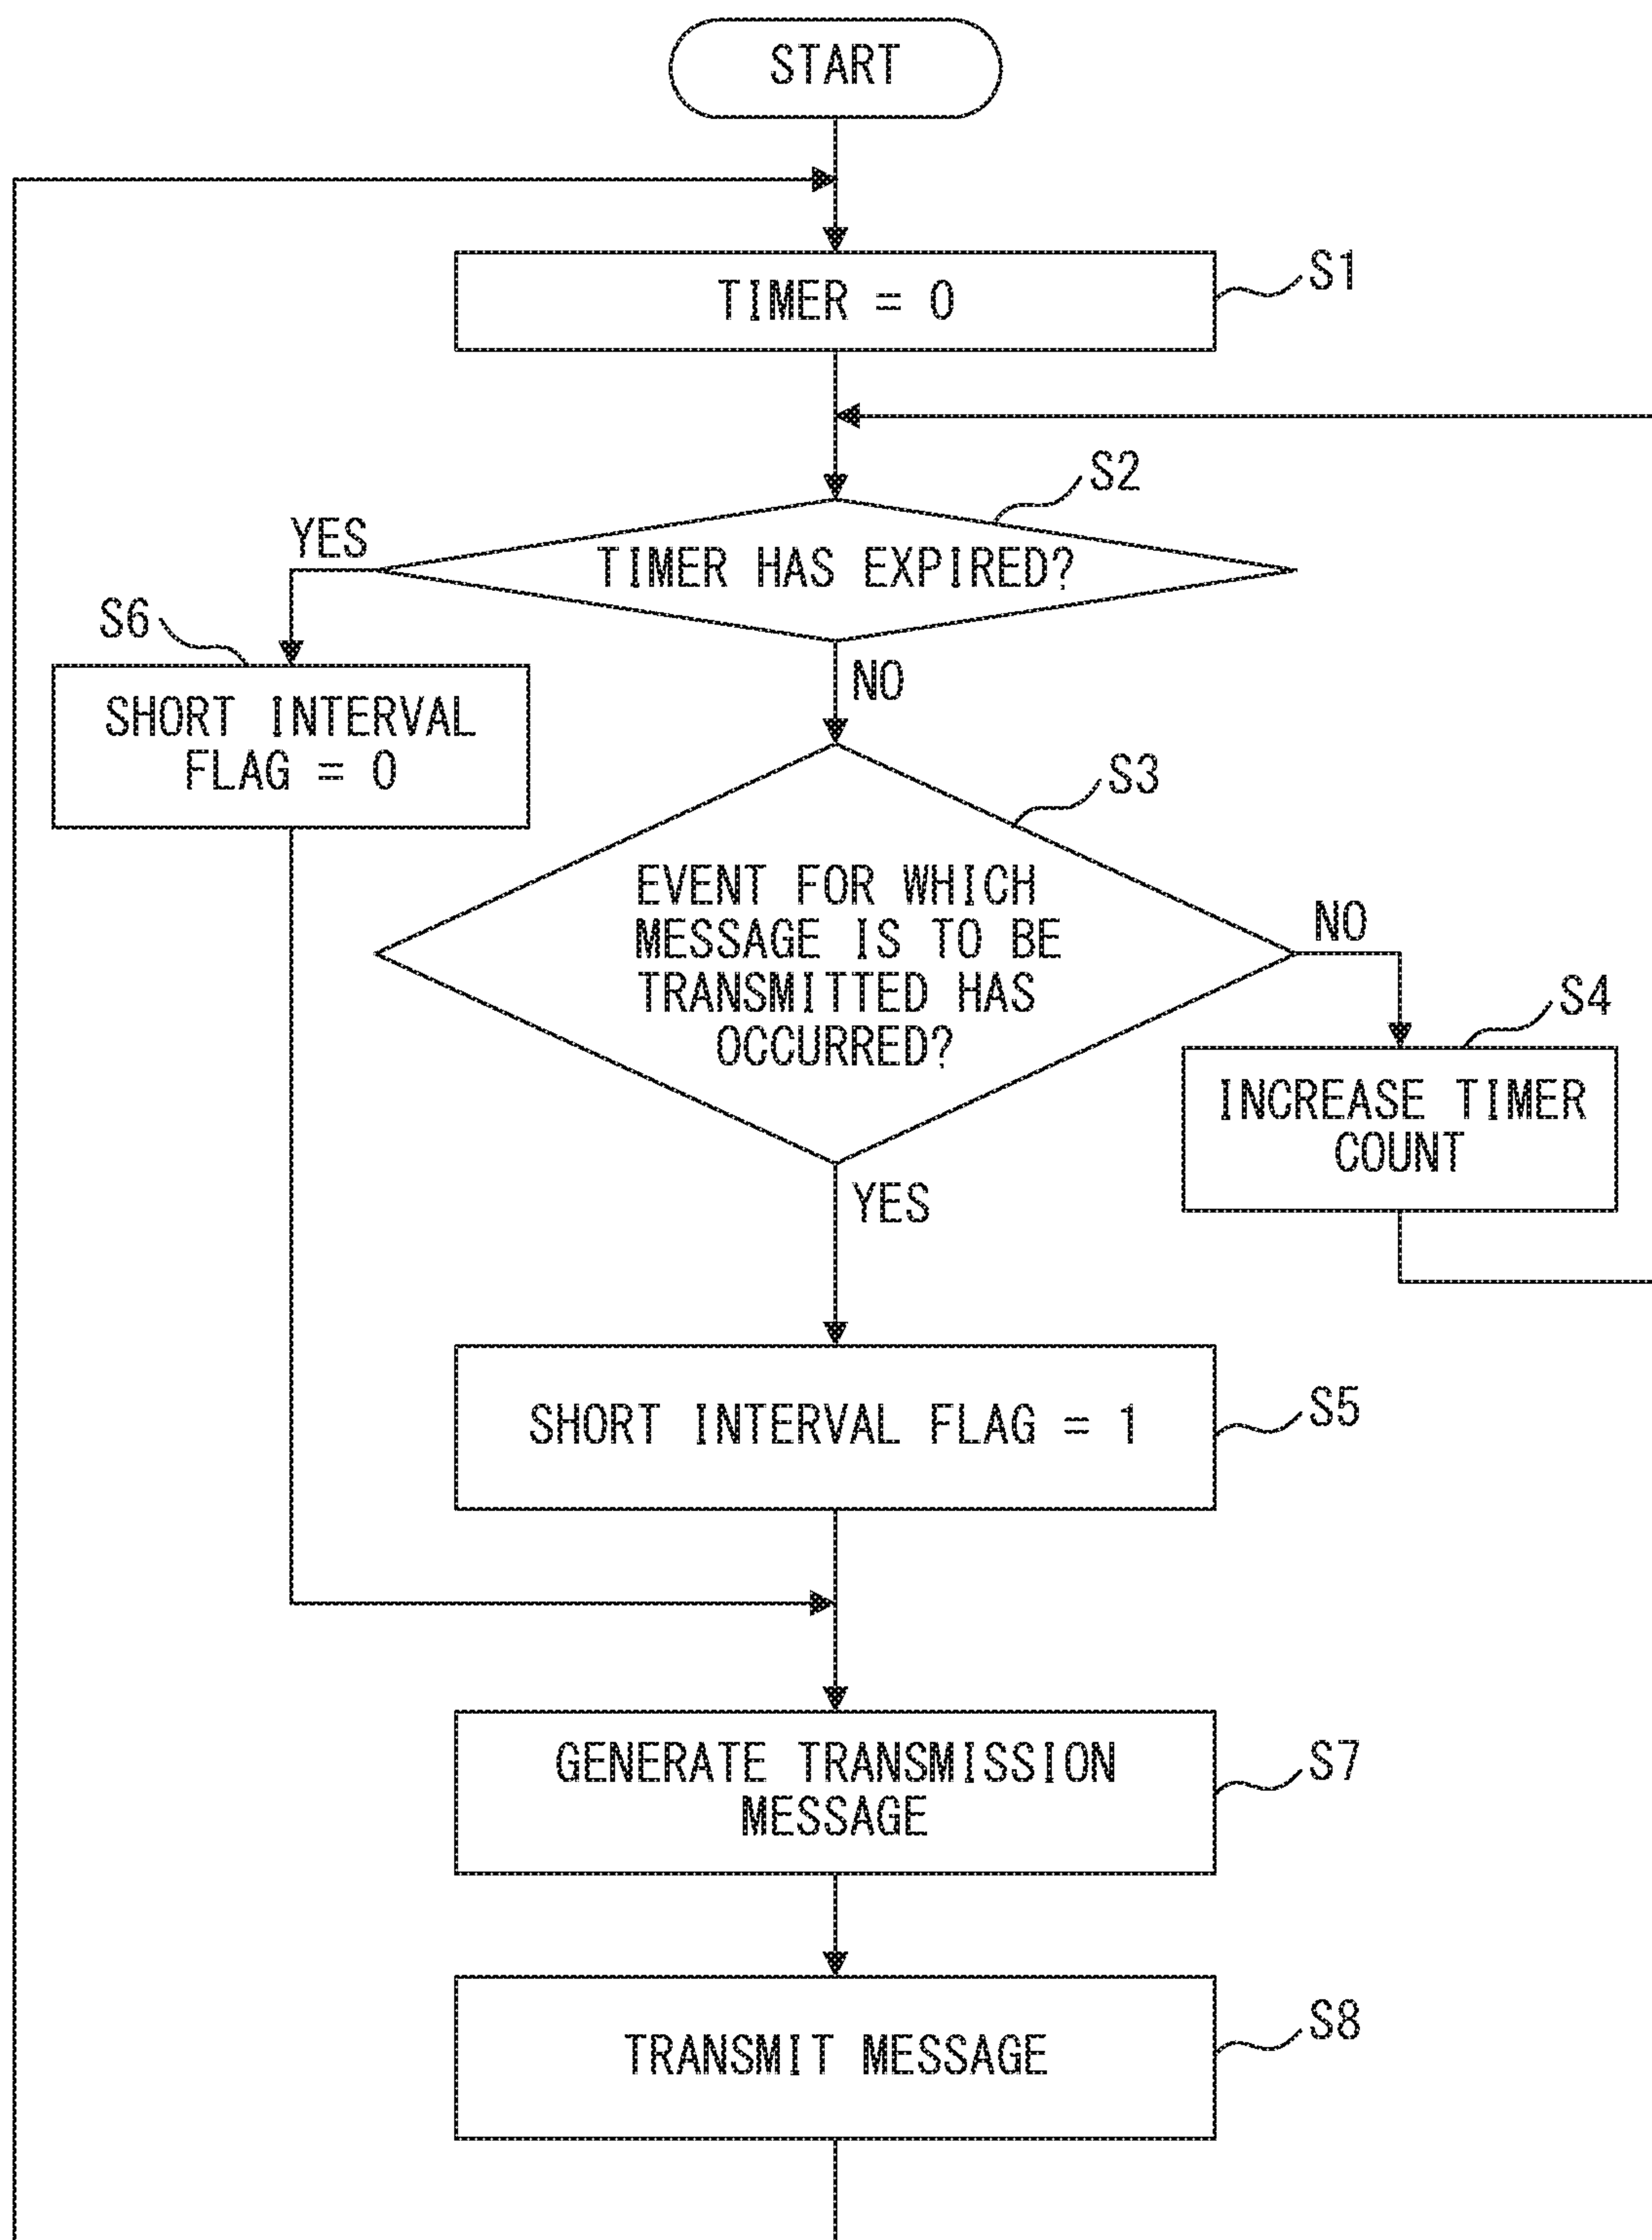 START
TIMER = 0
S1
S2
YES
TIMER HAS EXPIRED?
S6
NO
SHORT INTERVAL
FLAG = 0
S3
EVENT FOR WHICH
MESSAGE IS TO BE
TRANSMITTED HAS
OCCURRED?
NO
S4
INCREASE TIMER
COUNT
YES
SHORT INTERVAL FLAG = 1
S5
GENERATE TRANSMISSION
MESSAGE
S7
TRANSMIT MESSAGE
S8